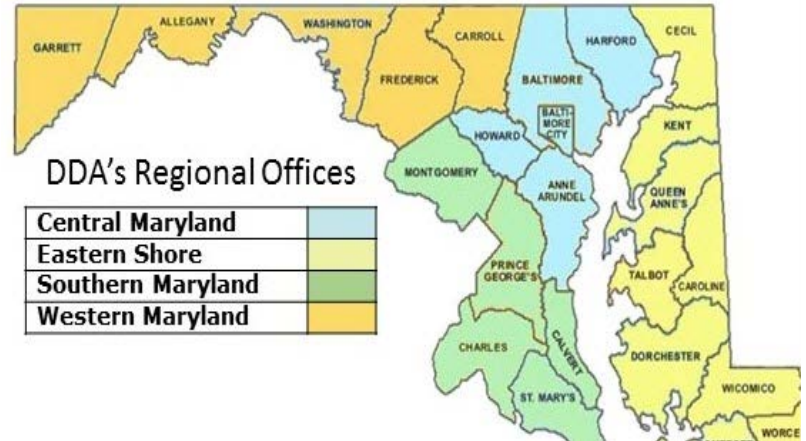 GARRETT
ALLEGANY
WASHINGTON
FREDERICK
CARROLL
BALTIMORE
HARFORD
CECIL
BALTI-
MORE
CITY
HOWARD
KENT
MONTGOMERY
ANNE
ARUNDEL
QUEEN
ANNE'S
DDA's Regional Offices
Central Maryland
Eastern Shore
Southern Maryland
Western Maryland
PRINCE
GEORGE'S
TALBOT
CAROLINE
CHARLES
CALVERT
DORCHESTER
ST. MARY'S
WICOMICO
WORCE